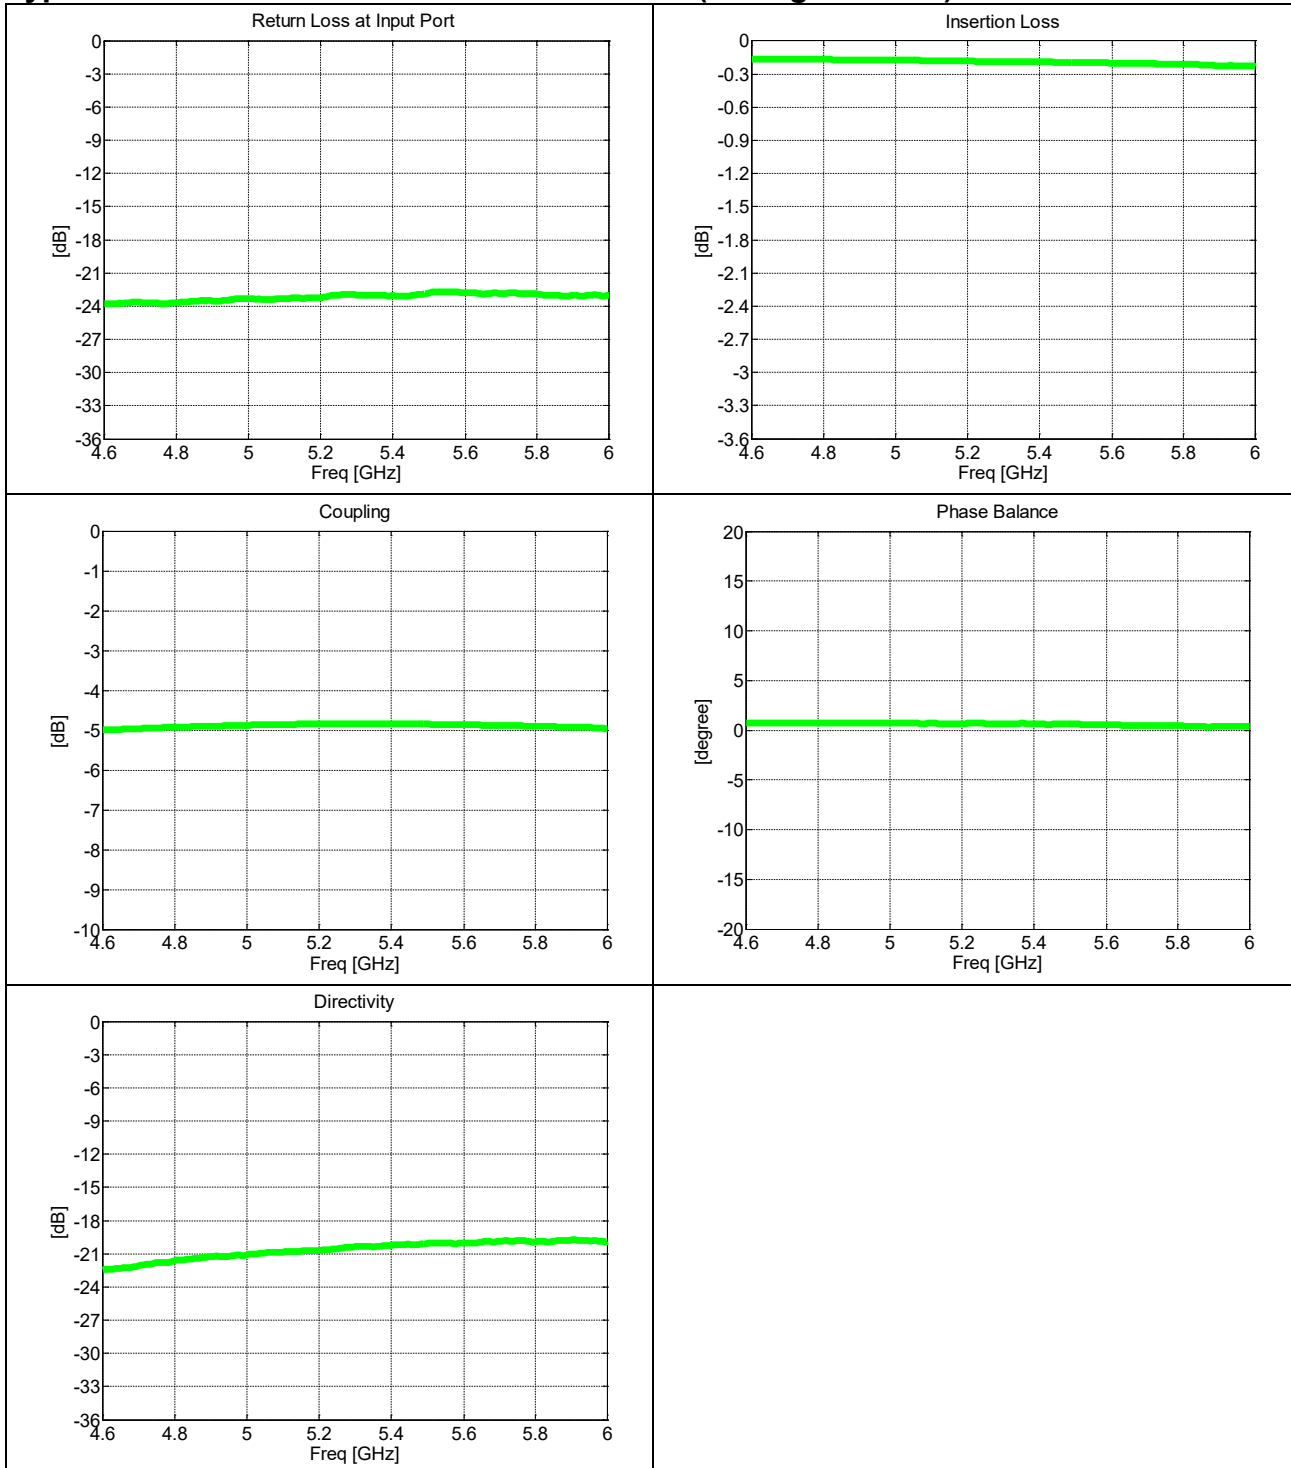 Return Loss at Input Port
0
-3
-6
-9
-12
-15
-18
-21
-24
-27
-30
-33
-36
[dB]
4.6 4.8 5 5.2 5.4 5.6 5.8 6
Freq [GHz]
Insertion Loss
0
-0.3
-0.6
-0.9
-1.2
-1.5
-1.8
-2.1
-2.4
-2.7
-3
-3.3
-3.6
[dB]
4.6 4.8 5 5.2 5.4 5.6 5.8 6
Freq [GHz]
Coupling
0
-1
-2
-3
-4
-5
-6
-7
-8
-9
-10
[dB]
4.6 4.8 5 5.2 5.4 5.6 5.8 6
Freq [GHz]
Phase Balance
20
15
10
5
0
-5
-10
-15
-20
[degree]
4.6 4.8 5 5.2 5.4 5.6 5.8 6
Freq [GHz]
Directivity
0
-3
-6
-9
-12
-15
-18
-21
-24
-27
-30
-33
-36
[dB]
4.6 4.8 5 5.2 5.4 5.6 5.8 6
Freq [GHz]